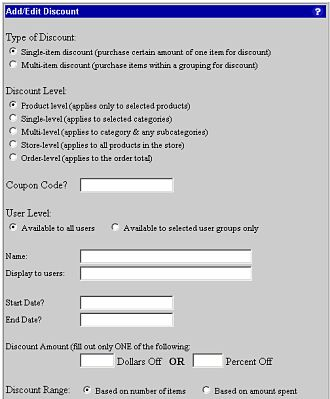 Add/Edit Discount ?
Type of Discount:
Single-item discount (purchase certain amount of one item for discount)
Multi-item discount (purchase items within a grouping for discount)
Discount Level:
Product level (applies only to selected products)
Single-level (applies to selected categories)
Multi-level (applies to category & any subcategories)
Store-level (applies to all products in the store)
Order-level (applies to the order total)
Coupon Code?
User Level:
Available to all users Available to selected user groups only
Name:
Display to users:
Start Date?
End Date?
Discount Amount (fill out only ONE of the following:
Dollars Off OR Percent Off
Discount Range: Based on number of items Based on amount spent